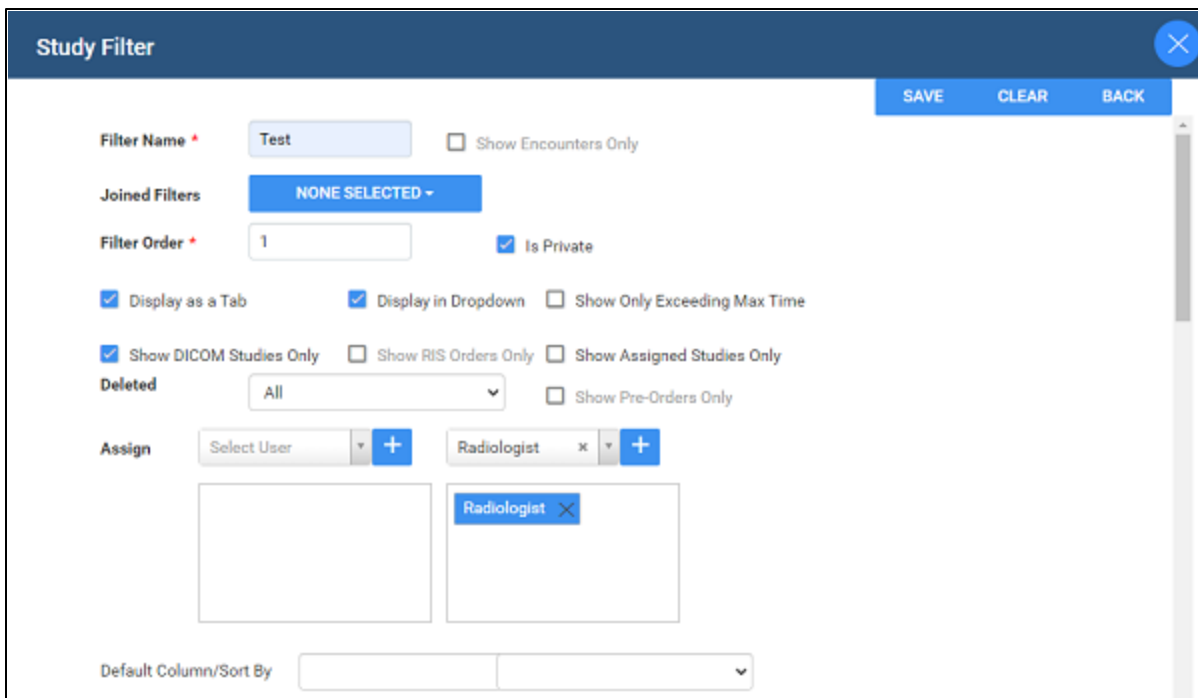 Study Filter
SAVE CLEAR BACK
Filter Name * Test Show Encounters Only
Joined Filters NONE SELECTED
Filter Order * 1 Is Private
Display as a Tab Display in Dropdown Show Only Exceeding Max Time
Show DICOM Studies Only Show RIS Orders Only Show Assigned Studies Only
Deleted All Show Pre-Orders Only
Assign Select User + Radiologist × +
Radiologist ×
Default Column/Sort By